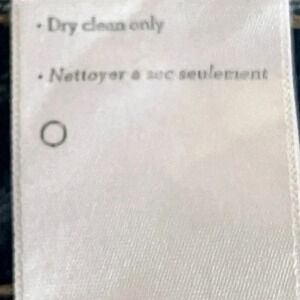 • Dry clean only
• Nettoyer à sec seulement